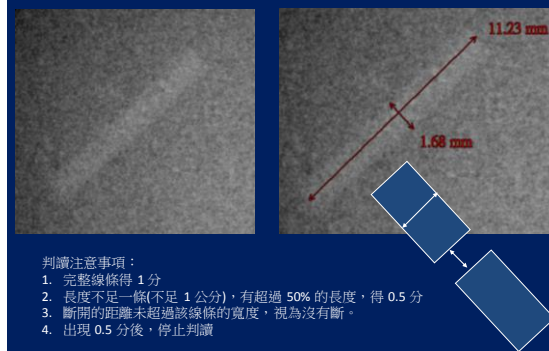 11.23 mm
1.68 mm
判讀注意事項：
1. 完整線條得 1 分
2. 長度不足一條(不足 1 公分)，有超過 50% 的長度，得 0.5 分
3. 斷開的距離未超過該線條的寬度，視為沒有斷。
4. 出現 0.5 分後，停止判讀